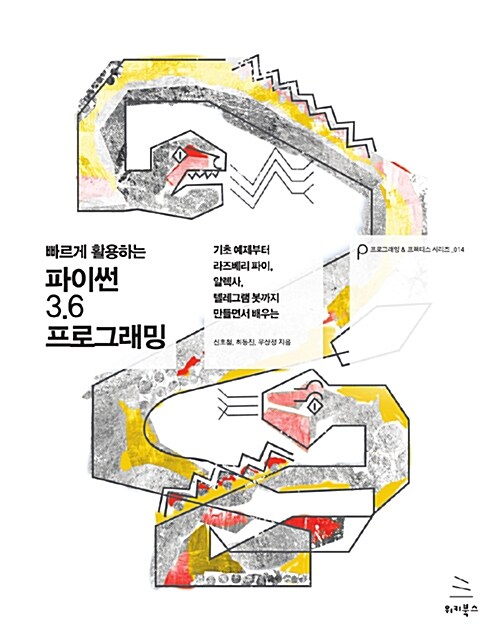 빠르게 활용하는
파이썬
3.6
프로그래밍
기초 예제부터
라즈베리 파이,
알렉사,
텔레그램 봇까지
만들면서 배우는
신호철, 최동진, 우상정 지음
프로그래밍 & 프랙티스 시리즈_014
위키북스